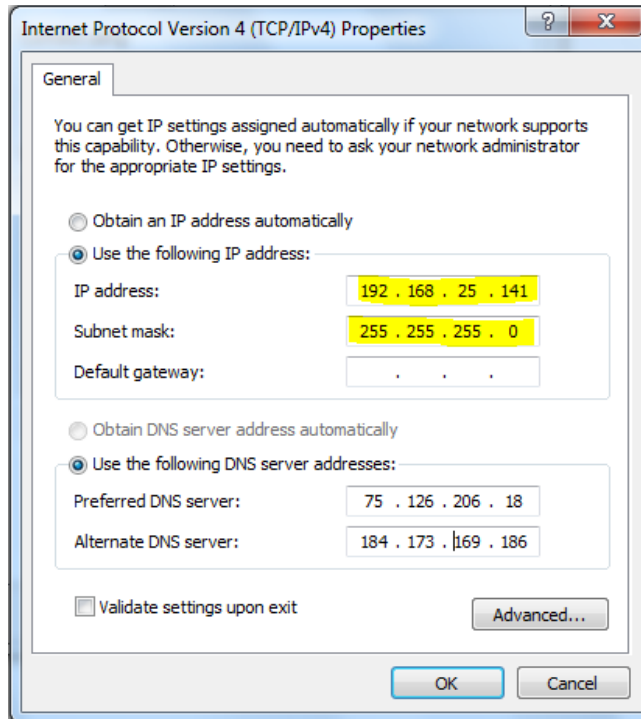 Internet Protocol Version 4 (TCP/IPv4) Properties
?
X
General
You can get IP settings assigned automatically if your network supports
this capability. Otherwise, you need to ask your network administrator
for the appropriate IP settings.
Obtain an IP address automatically
Use the following IP address:
IP address: 192 . 168 . 25 . 141
Subnet mask: 255 . 255 . 255 . 0
Default gateway: . . .
Obtain DNS server address automatically
Use the following DNS server addresses:
Preferred DNS server: 75 . 126 . 206 . 18
Alternate DNS server: 184 . 173 . 169 . 186
Validate settings upon exit
Advanced...
OK Cancel